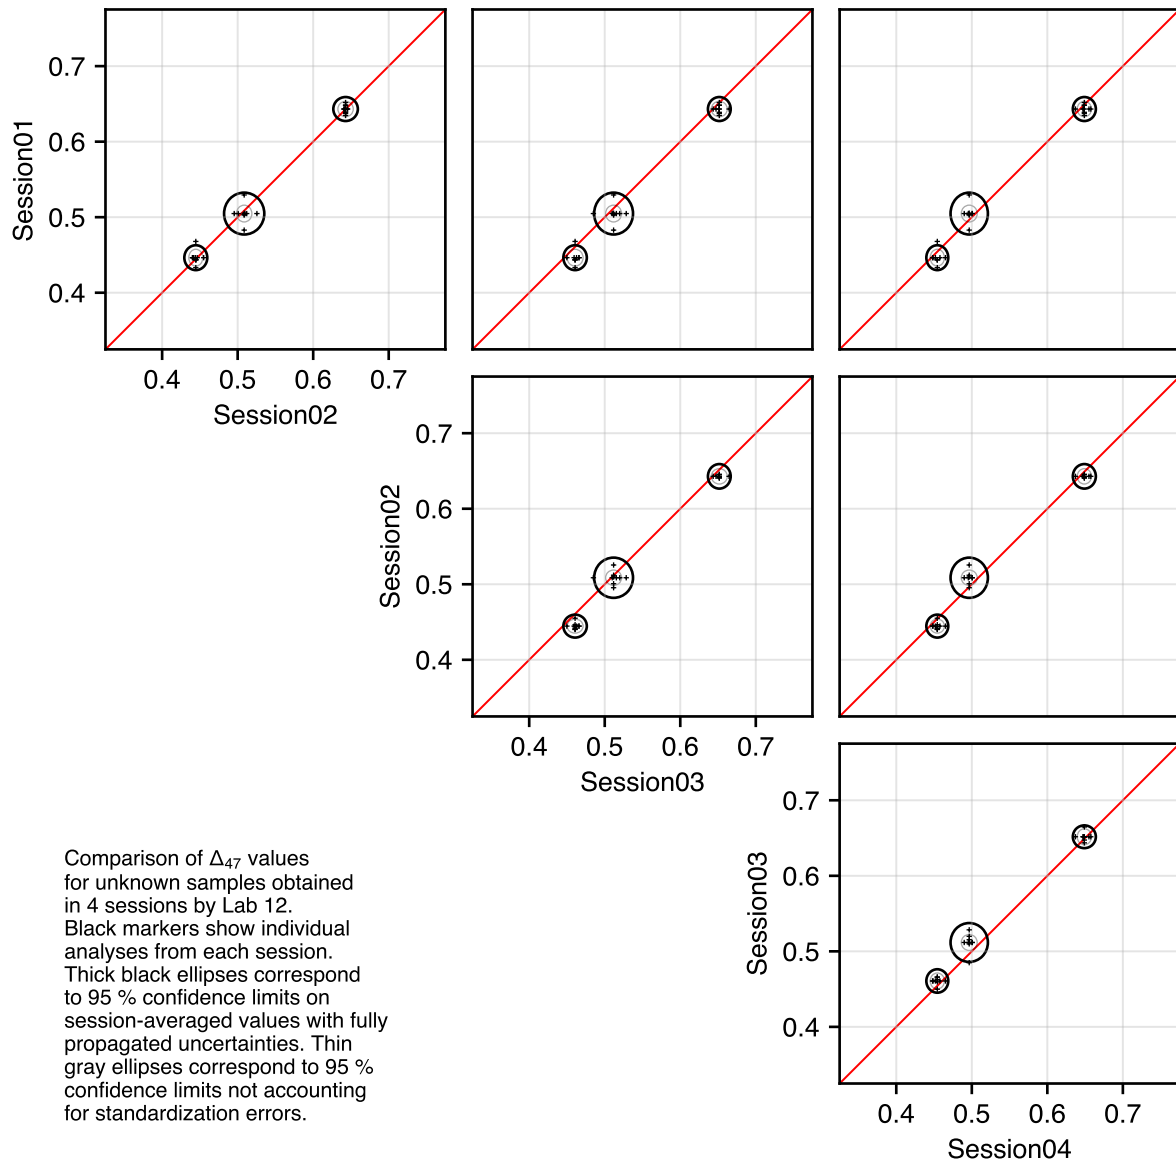 0.7
0.6
0.5
0.4
Session01
0.4 0.5 0.6 0.7
Session02
0.7
0.6
0.5
0.4
Session02
0.4 0.5 0.6 0.7
Session03
0.7
0.6
0.5
0.4
Session03
0.4 0.5 0.6 0.7
Session04
Comparison of Δ₄₇ values
for unknown samples obtained
in 4 sessions by Lab 12.
Black markers show individual
analyses from each session.
Thick black ellipses correspond
to 95 % confidence limits on
session-averaged values with fully
propagated uncertainties. Thin
gray ellipses correspond to 95 %
confidence limits not accounting
for standardization errors.